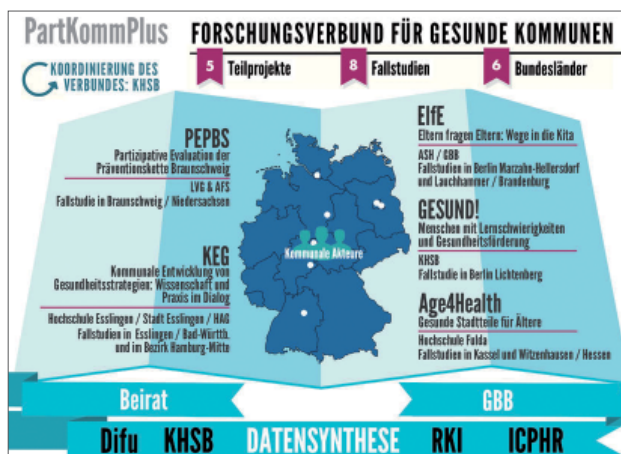 PartKommPlus
FORSCHUNGSVERBUND FÜR GESUNDE KOMMUNEN
KOORDINIERUNG DES
VERBUNDES: KHSB
5 Teilprojekte
8 Fallstudien
6 Bundesländer
PEPBS
Partizipative Evaluation der
Präventionskette Braunschweig
LVG & AFS
Fallstudie in Braunschweig / Niedersachsen
KEG
Kommunale Entwicklung von
Gesundheitsstrategien: Wissenschaft und
Praxis im Dialog
Hochschule Esslingen / Stadt Esslingen / HAG
Fallstudien in Esslingen / Bad-Württb.
und im Bezirk Hamburg-Mitte
Kommunale Akteure
ElfE
Eltern fragen Eltern: Wege in die Kita
ASH / GBB
Fallstudien in Berlin Marzahn-Hellersdorf
und Lauchhammer / Brandenburg
GESUND!
Menschen mit Lernschwierigkeiten
und Gesundheitsförderung
KHSB
Fallstudie in Berlin Lichtenberg
Age4Health
Gesunde Stadtteile für Ältere
Hochschule Fulda
Fallstudien in Kassel und Witzenhausen / Hessen
Beirat
GBB
Difu KHSB DATENSYNTHESE RKI ICPHR